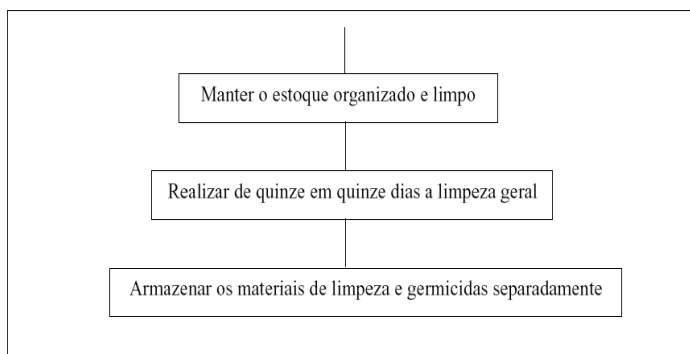 Manter o estoque organizado e limpo
Realizar de quinze em quinze dias a limpeza geral
Armazenar os materiais de limpeza e germicidas separadamente